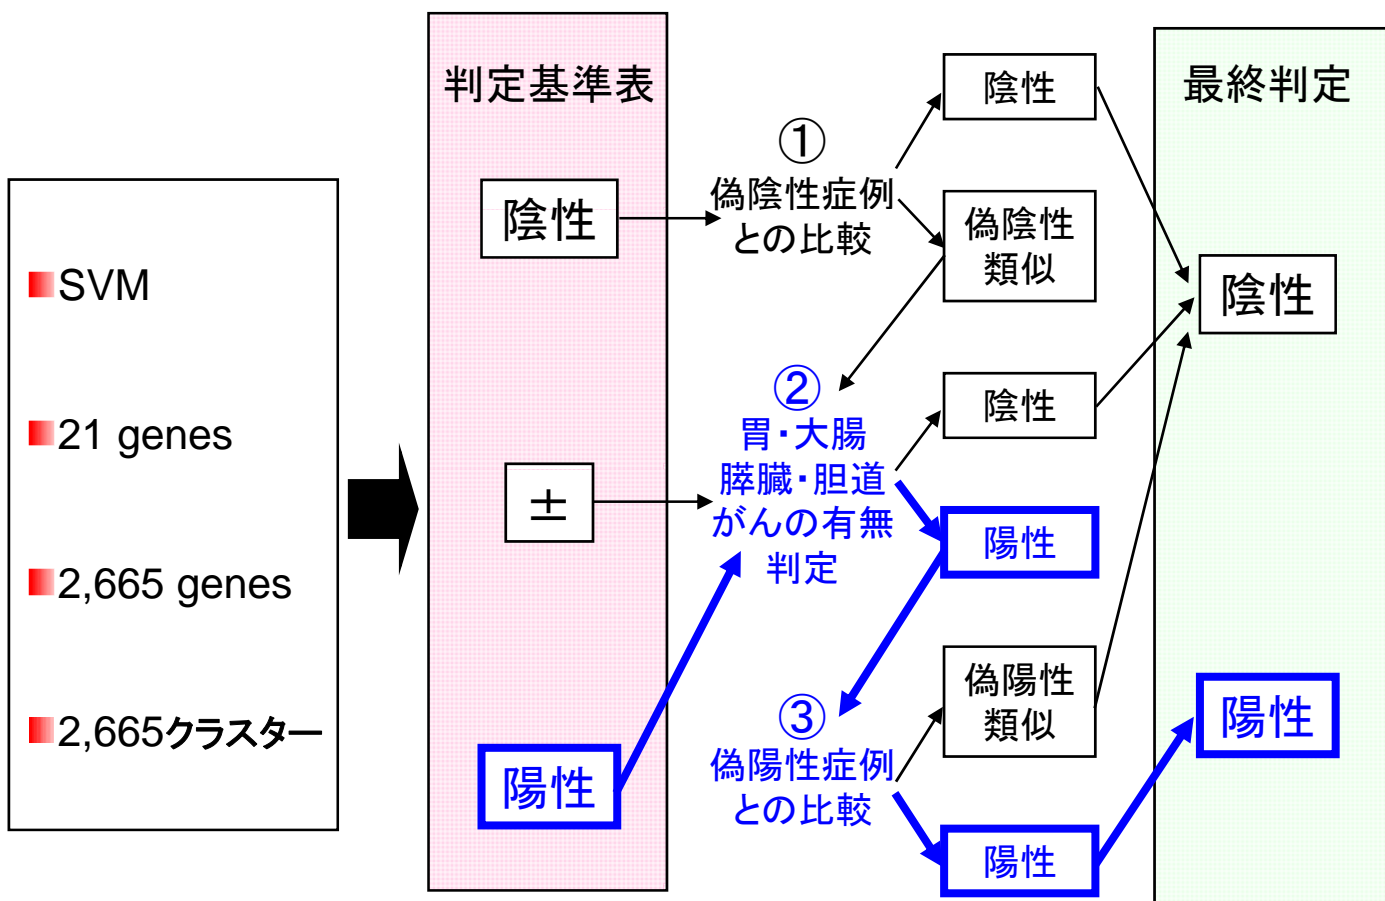 SVM
21 genes
2,665 genes
2,665クラスター
判定基準表
陰性
±
陽性
①
偽陰性症例
との比較
②
胃・大腸
膵臓・胆道
がんの有無
判定
③
偽陽性症例
との比較
陰性
偽陰性
類似
陰性
陽性
偽陽性
類似
陽性
最終判定
陰性
陽性